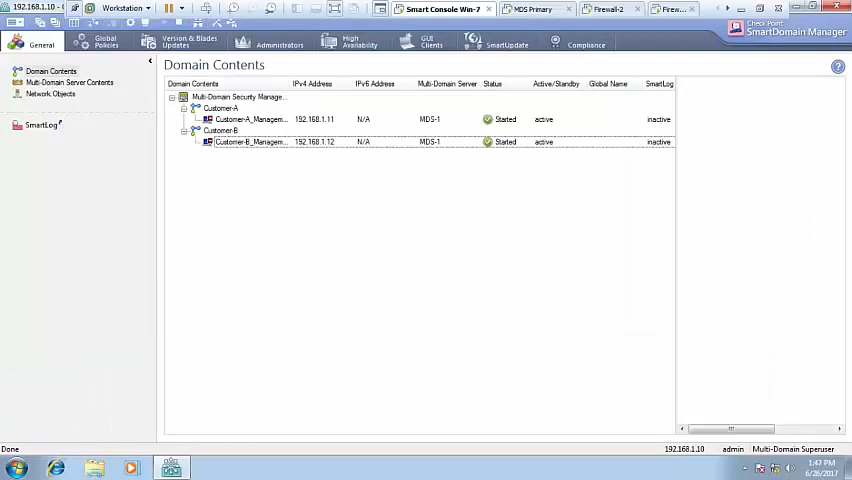 192.168.1.10
Workstation
Smart Console Win-7
MDS Primary
Firewall-2
Firew...
General
Global Policies
Version & Blades Updates
Administrators
High Availability
GUI Clients
SmartUpdate
Compliance
Check Point
SmartDomain Manager
Domain Contents
Multi-Domain Server Contents
Network Objects
SmartLog
Domain Contents
Domain Contents IPv4 Address IPv6 Address Multi-Domain Server Status Active/Standby Global Name SmartLog
Multi-Domain Security Manage...
Customer-A
Customer-A_Managem... 192.168.1.11 N/A MDS-1 Started active inactive
Customer-B
Customer-B_Managem... 192.168.1.12 N/A MDS-1 Started active inactive
Done
192.168.1.10 admin Multi-Domain Superuser
1:47 PM
6/26/2017